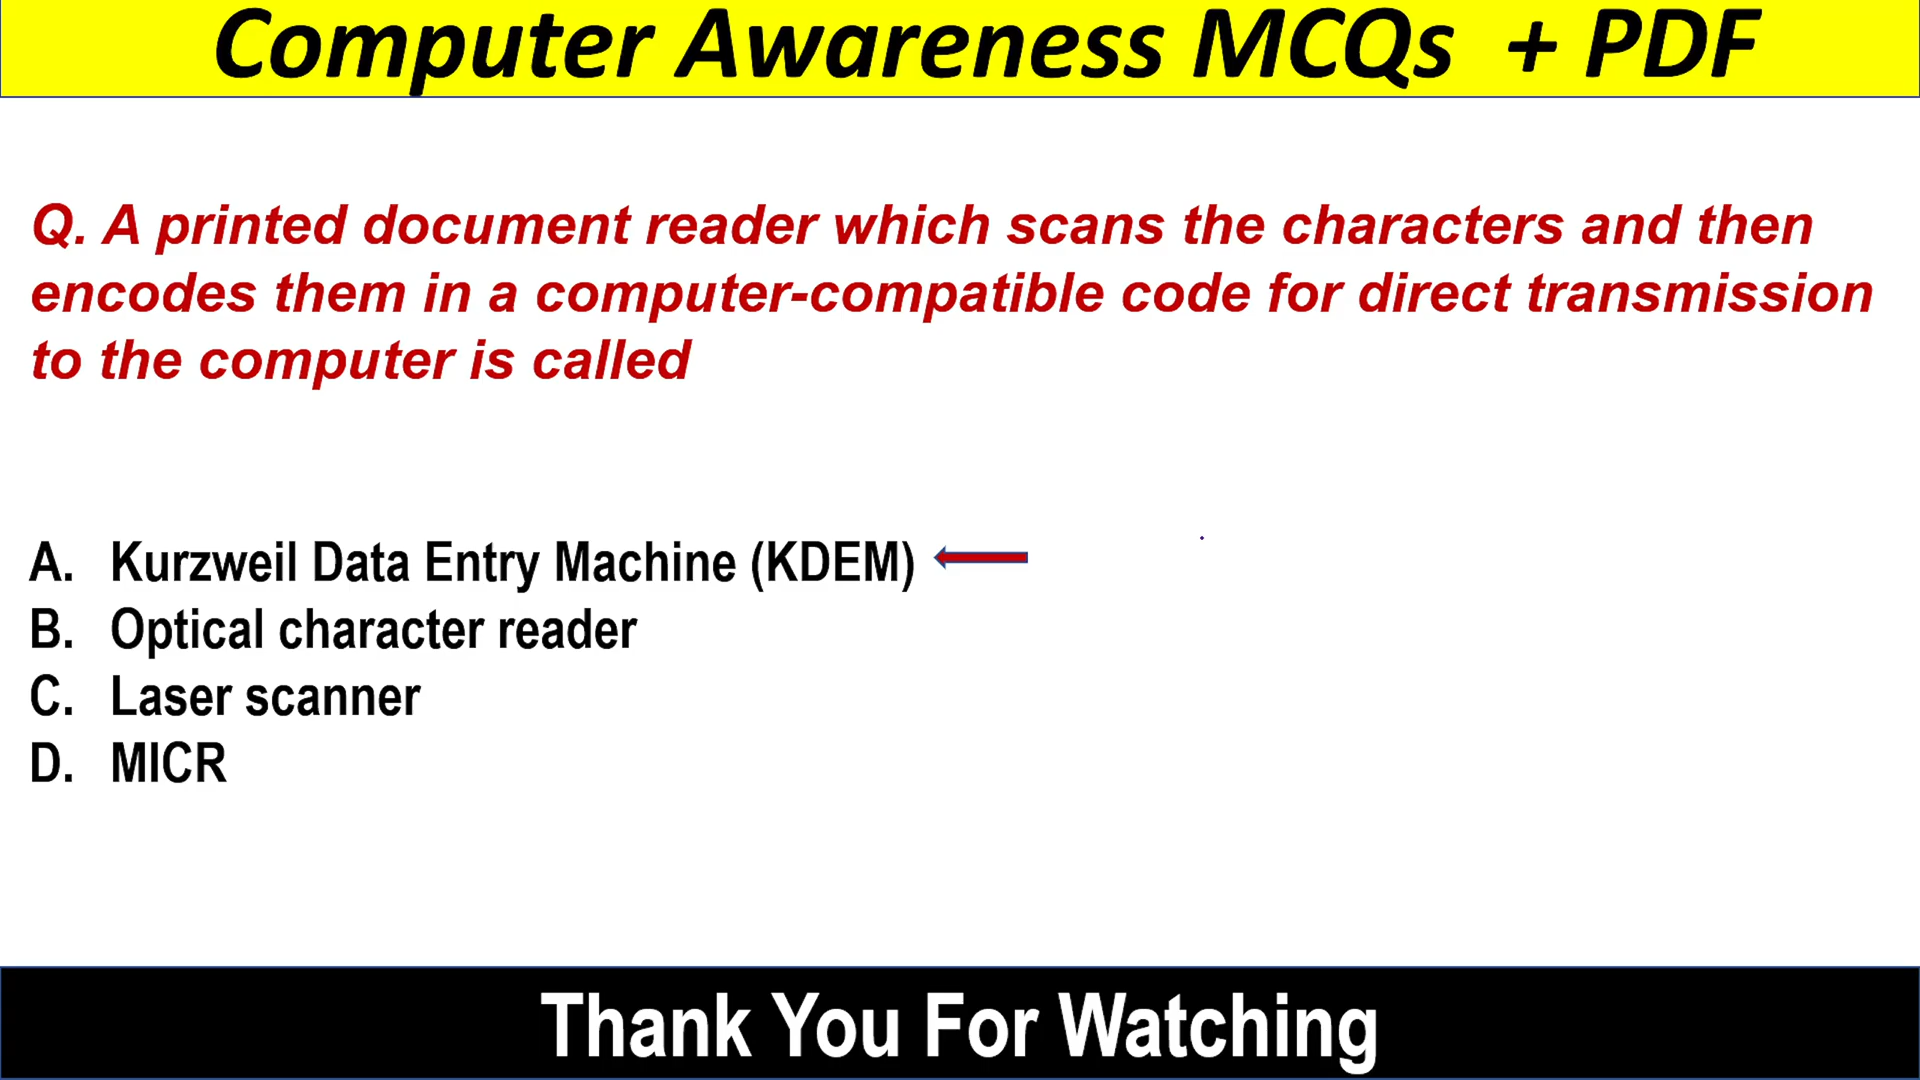 Computer Awareness MCQs + PDF
Q. A printed document reader which scans the characters and then
encodes them in a computer-compatible code for direct transmission
to the computer is called
A. Kurzweil Data Entry Machine (KDEM)
B. Optical character reader
C. Laser scanner
D. MICR
Thank You For Watching